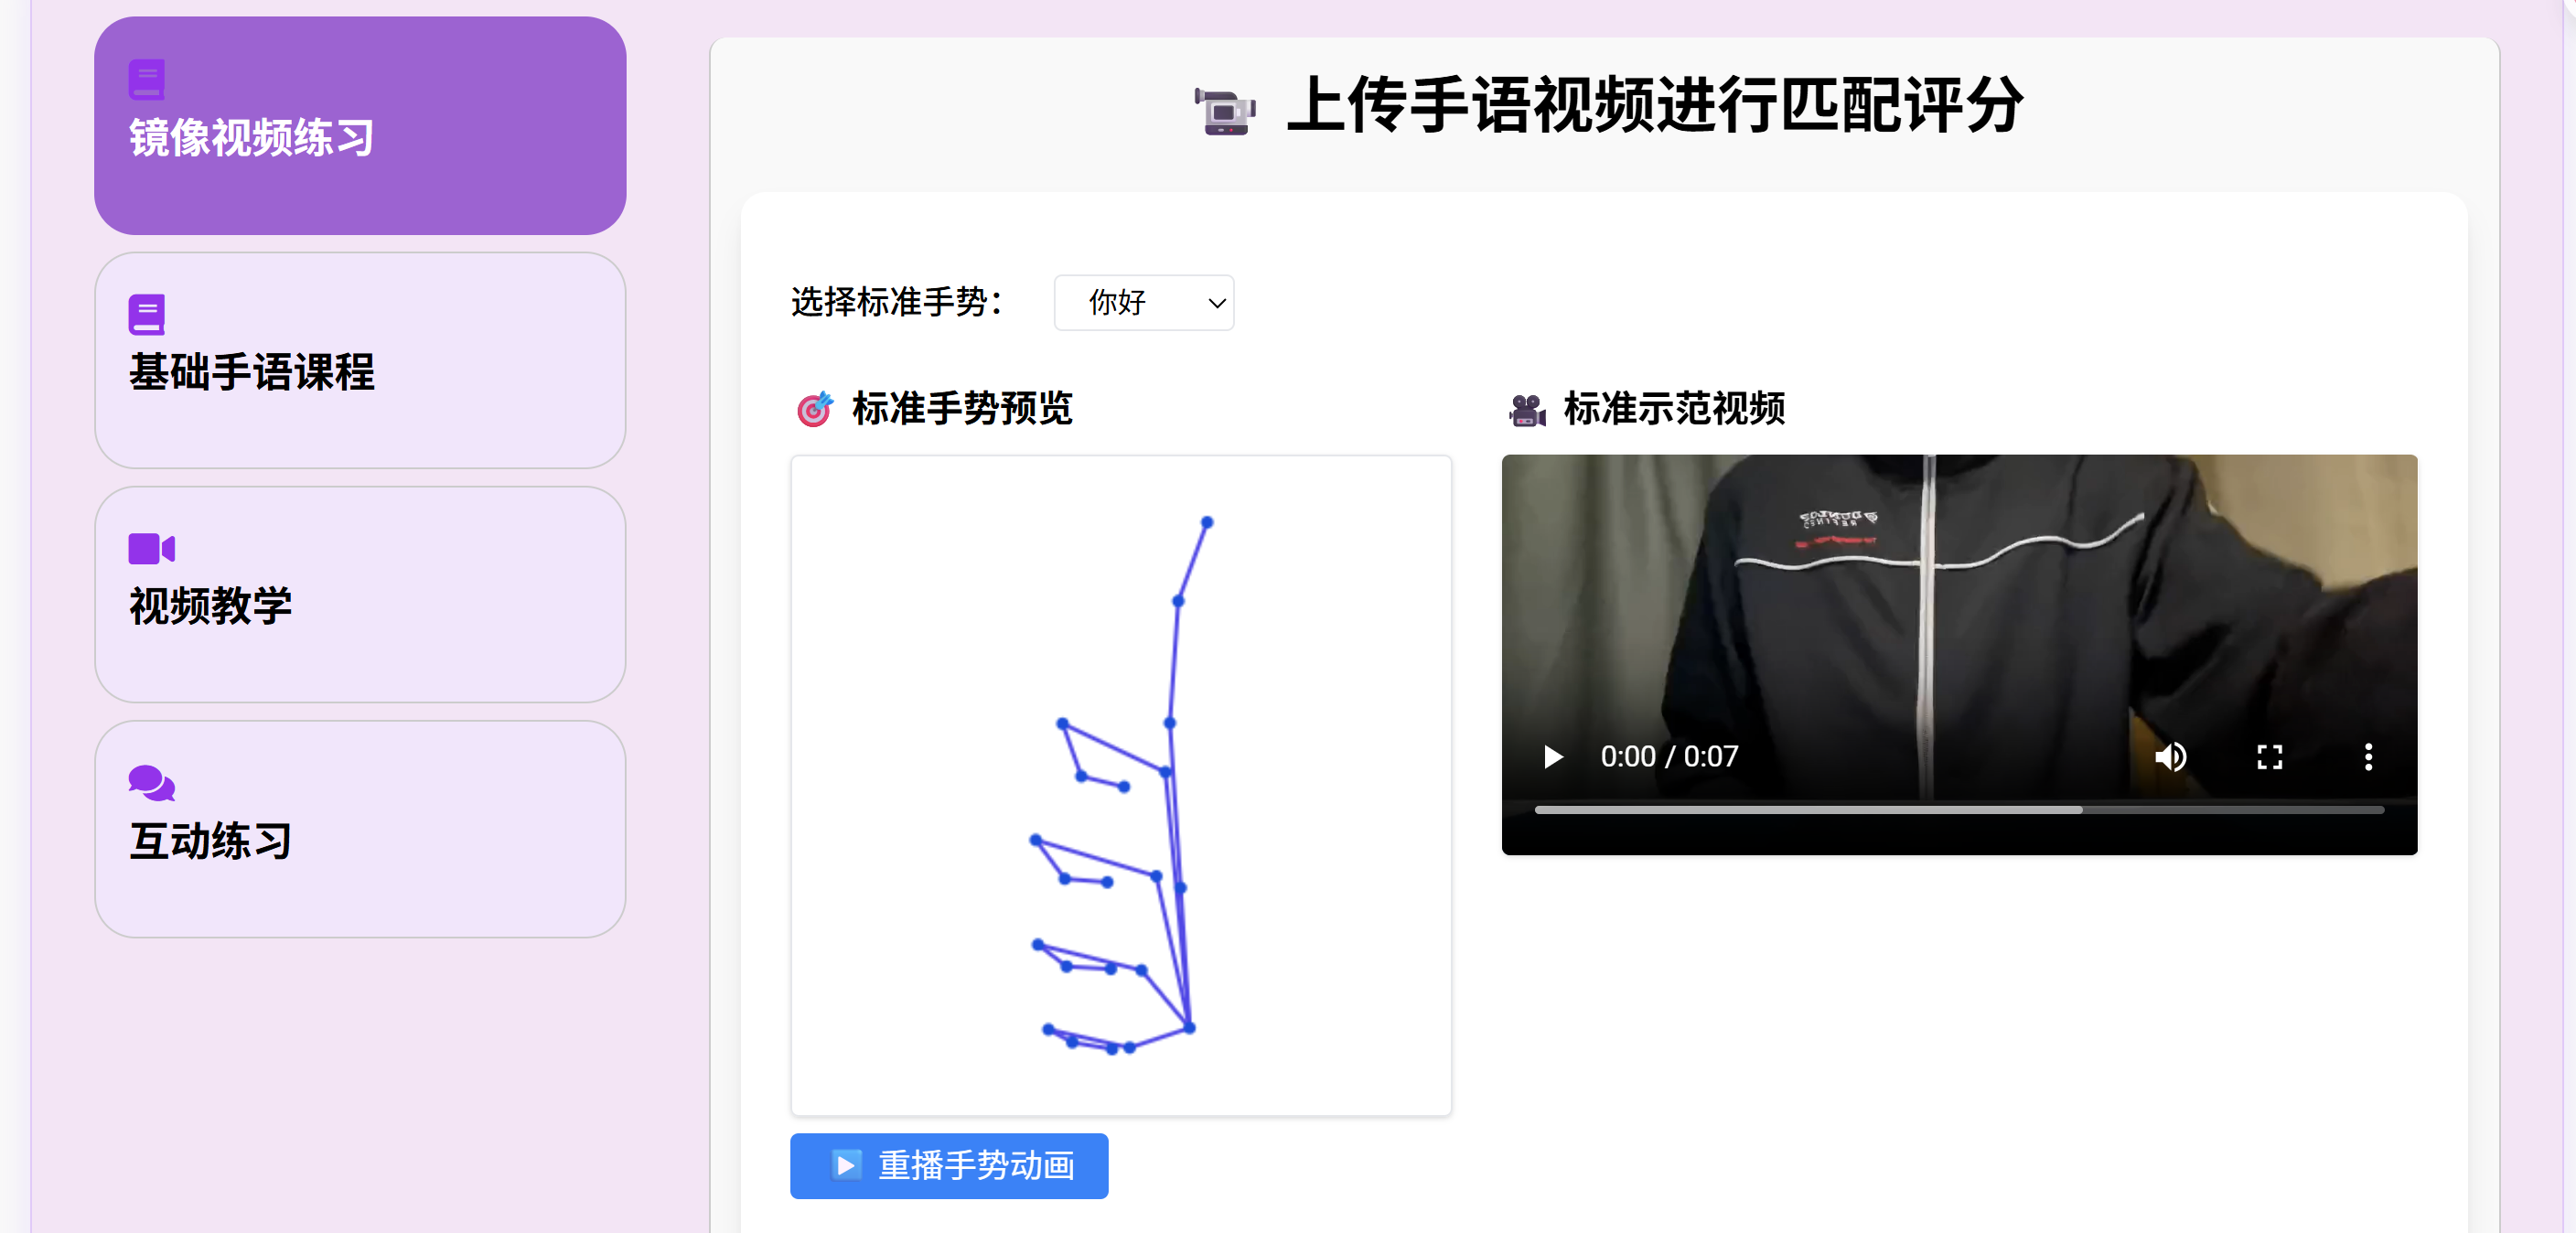 镜像视频练习
基础手语课程
视频教学
互动练习
上传手语视频进行匹配评分
选择标准手势：
你好
标准手势预览
标准示范视频
0:00 / 0:07
重播手势动画